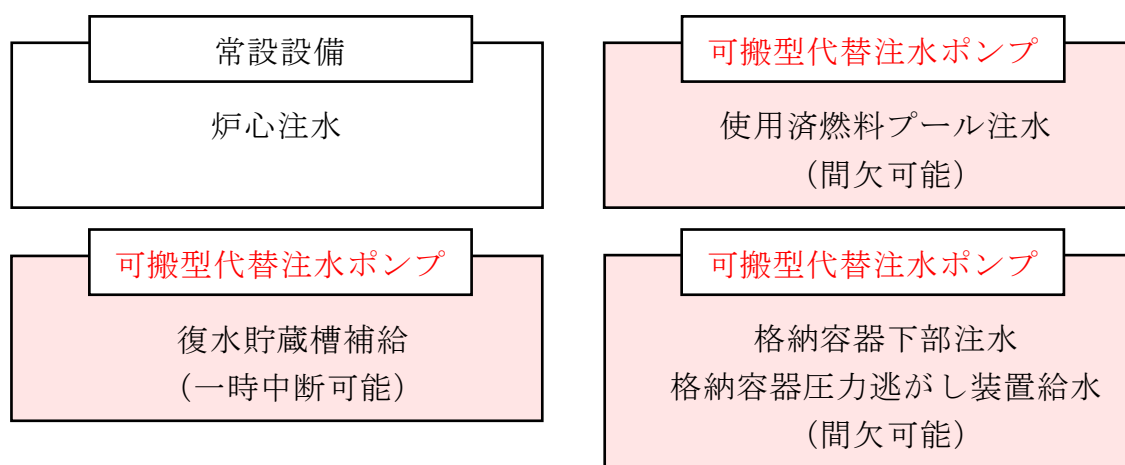 常設設備
炉心注水
可搬型代替注水ポンプ
使用済燃料プール注水
（間欠可能）
可搬型代替注水ポンプ
復水貯蔵槽補給
（一時中断可能）
可搬型代替注水ポンプ
格納容器下部注水
格納容器圧力逃がし装置給水
（間欠可能）